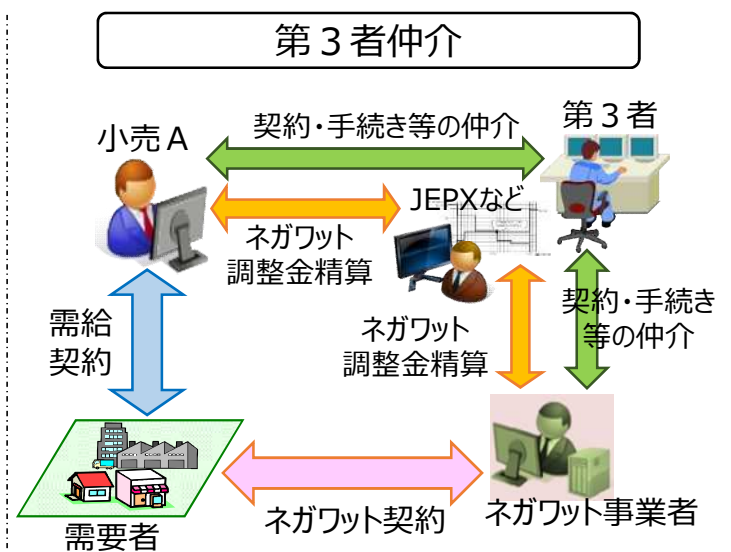 第３者仲介
小売Ａ
契約・手続き等の仲介
第３者
JEPXなど
ネガワット
調整金精算
需給
契約
ネガワット
調整金精算
契約・手続き
等の仲介
ネガワット契約
ネガワット事業者
需要者